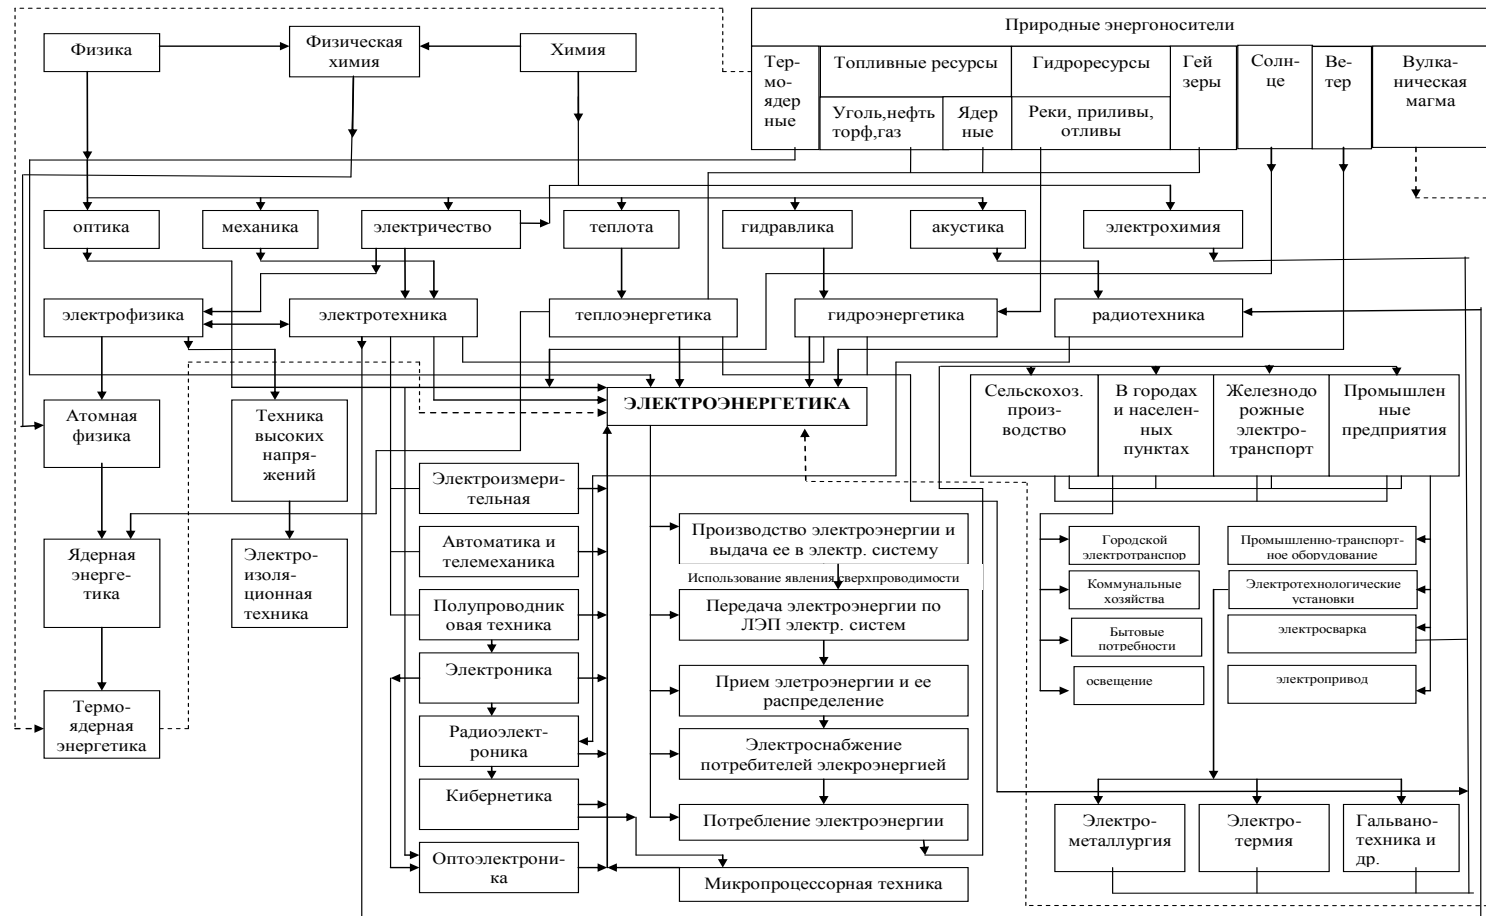 Природные энергоносители
Физика
Физическая
химия
Химия
Тер-
мо-
ядер
ные
Топливные ресурсы
Гидроресурсы
Гей
зеры
Солн-
це
Ве-
тер
Вулка-
ническая
магма
Уголь,нефть
торф,газ
Ядер
ные
Реки, приливы,
отливы
оптика
механика
электричество
теплота
гидравлика
акустика
электрохимия
электрофизика
электротехника
теплоэнергетика
гидроэнергетика
радиотехника
ЭЛЕКТРОЭНЕРГЕТИКА
Сельскохоз.
произ-
водство
В городах
и населен-
ных
пунктах
Железнодо
рожные
электро-
транспорт
Промышлен
ные
предприятия
Атомная
физика
Техника
высоких
напря-
жений
Ядерная
энерге-
тика
Электро-
изоля-
ционная
техника
Термо-
ядерная
энергетика
Электроизмери-
тельная
Автоматика и
телемеханика
Полупроводник
овая техника
Электроника
Радиоэлект-
роника
Кибернетика
Оптоэлектрони-
ка
Производство электроэнергии и
выдача ее в электр. систему
Использование явления сверхпроводимости
Передача электроэнергии по
ЛЭП электр. систем
Прием элетроэнергии и ее
распределение
Электроснабжение
потребителей элекроэнергией
Потребление электроэнергии
Микропроцессорная техника
Городской
электротранспор
Коммунальные
хозяйства
Бытовые
потребности
освещение
Промышленно-транспорт-
ное оборудование
Электротехнологические
установки
электросварка
электропривод
Электро-
металлургия
Электро-
термия
Гальвано-
техника и
др.